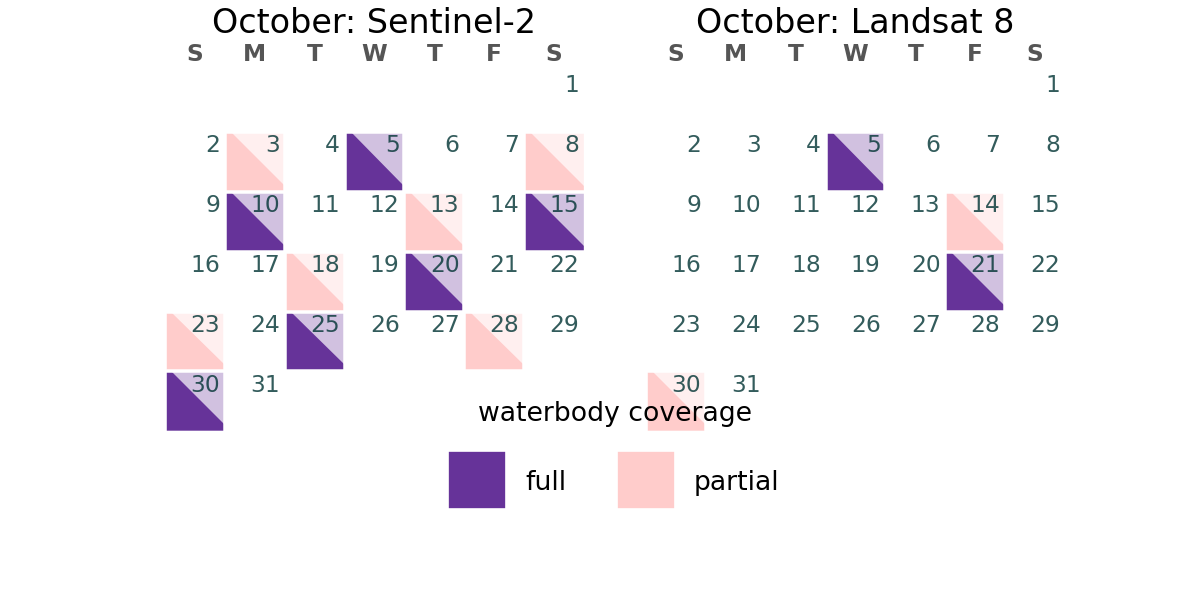 October: Sentinel-2
S M T W T F S
1
2 3 4 5 6 7 8
9 10 11 12 13 14 15
16 17 18 19 20 21 22
23 24 25 26 27 28 29
30 31
October: Landsat 8
S M T W T F S
1
2 3 4 5 6 7 8
9 10 11 12 13 14 15
16 17 18 19 20 21 22
23 24 25 26 27 28 29
30 31
waterbody coverage
full partial